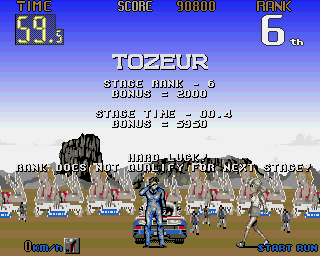 TIME SCORE 90800 RANK
59.5 6th
TOZEUR
STAGE RANK - 6
BONUS = 2000
STAGE TIME - 00.4
BONUS = 5950
HARD LUCK!
RANK DOES NOT QUALIFY FOR NEXT STAGE!
0KM/H START RUN